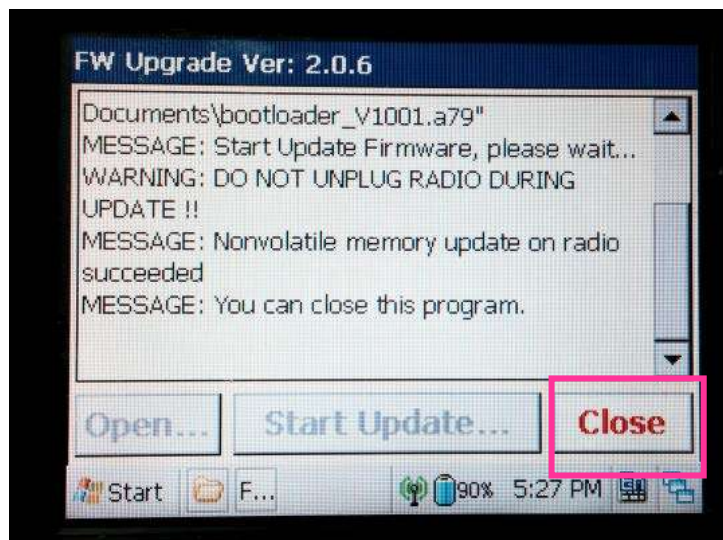 FW Upgrade Ver: 2.0.6
Documents\bootloader_V1001.a79"
MESSAGE: Start Update Firmware, please wait...
WARNING: DO NOT UNPLUG RADIO DURING
UPDATE !!
MESSAGE: Nonvolatile memory update on radio
succeeded
MESSAGE: You can close this program.
Open... Start Update... Close
Start F... 90% 5:27 PM